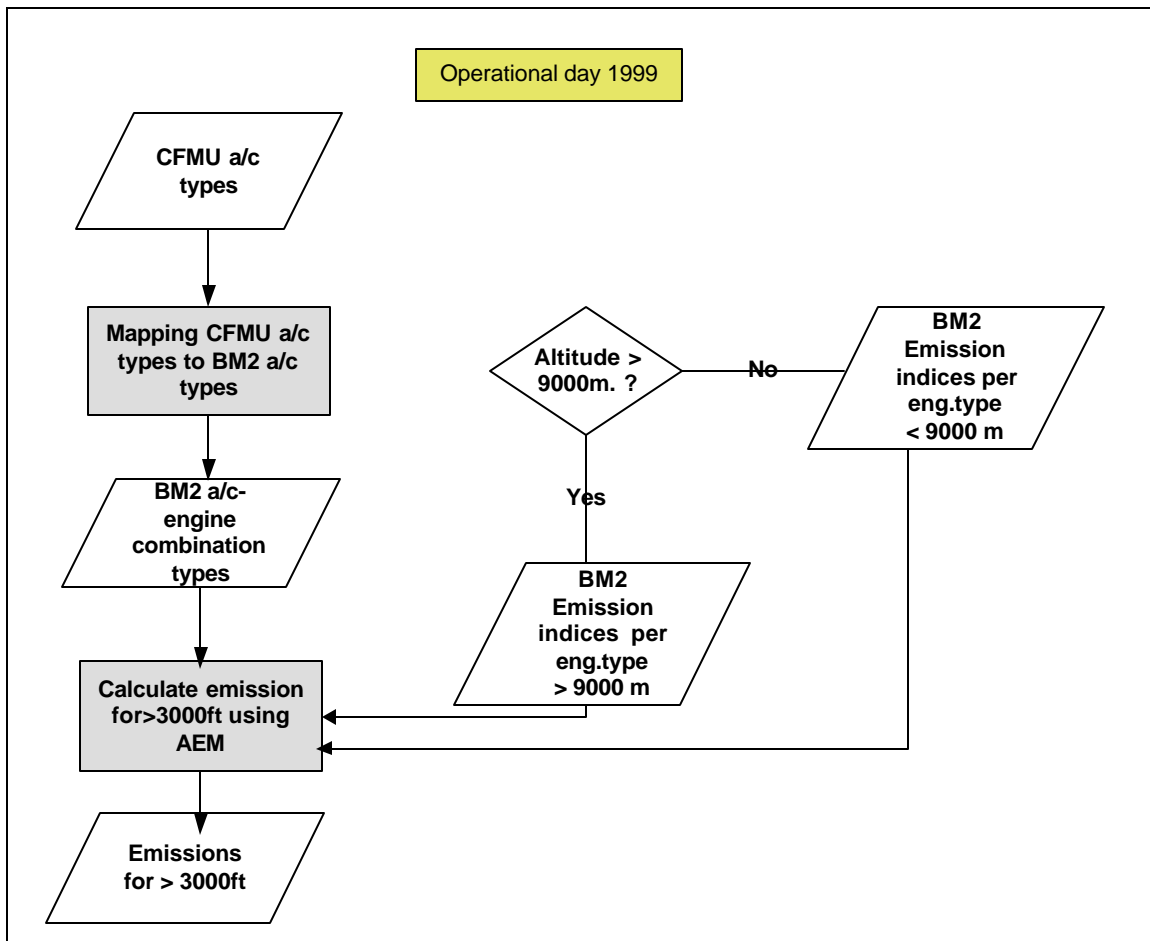 Operational day 1999
CFMU a/c
types
Mapping CFMU a/c
types to BM2 a/c
types
BM2 a/c-
engine
combination
types
Calculate emission
for>3000ft using
AEM
Emissions
for > 3000ft
Altitude >
9000m. ?
No
Yes
BM2
Emission
indices per
eng.type
< 9000 m
BM2
Emission
indices per
eng.type
> 9000 m